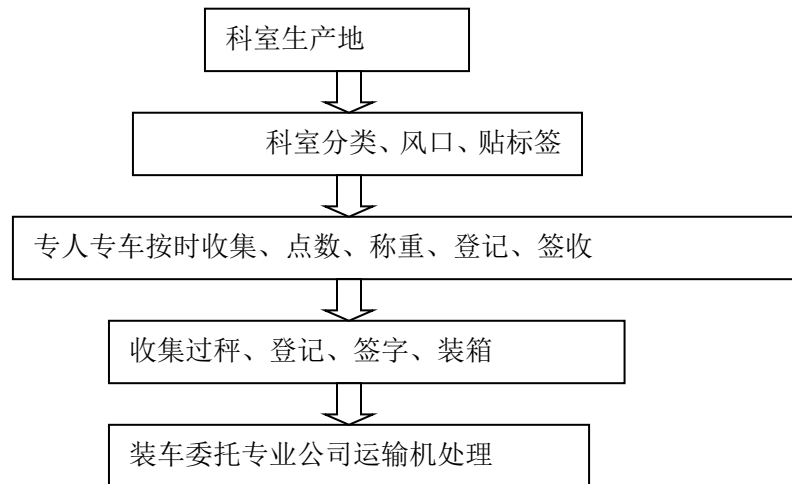 科室生产地
科室分类、风口、贴标签
专人专车按时收集、点数、称重、登记、签收
收集过秤、登记、签字、装箱
装车委托专业公司运输机处理